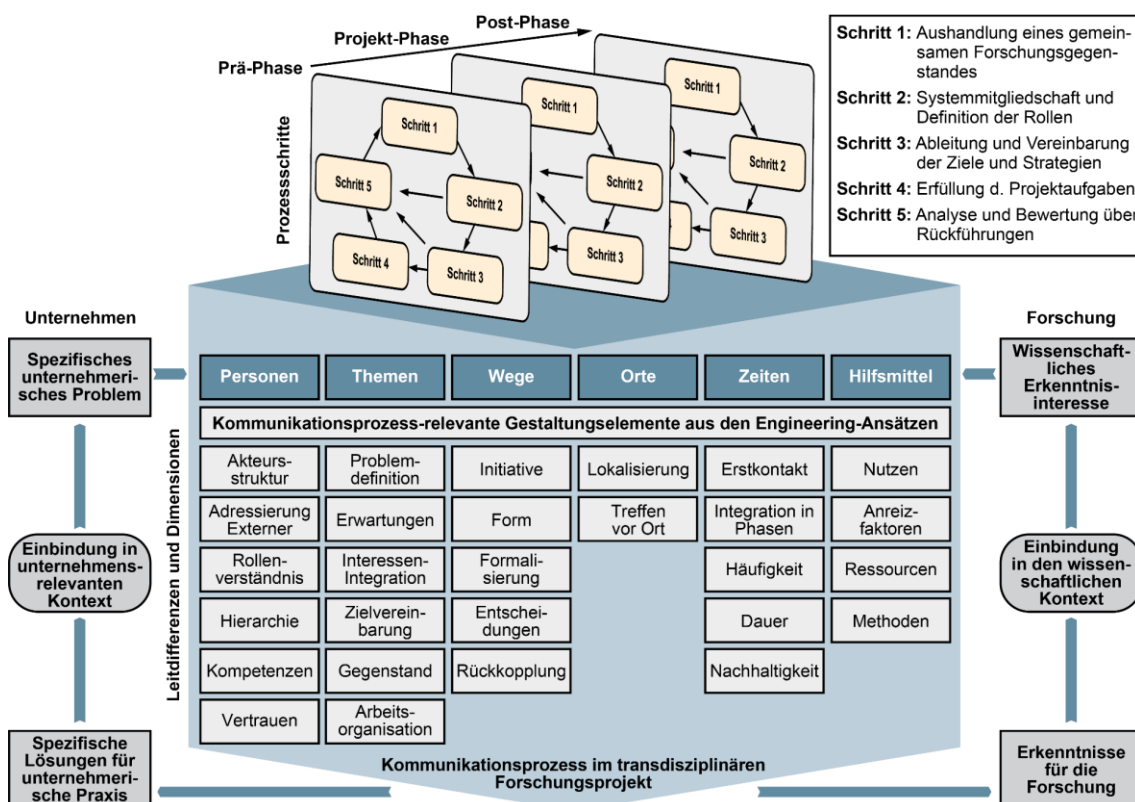 Post-Phase
Projekt-Phase
Prä-Phase
Prozessschritte
Schritt 1
Schritt 2
Schritt 3
Schritt 4
Schritt 5
Schritt 1
Schritt 2
Schritt 3
Schritt 1
Schritt 2
Schritt 3
Schritt 1: Aushandlung eines gemein-
samen Forschungsgegen-
standes
Schritt 2: Systemmitgliedschaft und
Definition der Rollen
Schritt 3: Ableitung und Vereinbarung
der Ziele und Strategien
Schritt 4: Erfüllung d. Projektaufgaben
Schritt 5: Analyse und Bewertung über
Rückführungen
Unternehmen
Spezifisches
unternehmeri-
sches Problem
Einbindung in
unternehmens-
relevanten
Kontext
Spezifische
Lösungen für
unternehmeri-
sche Praxis
Leitdifferenzen und Dimensionen
Personen Themen Wege Orte Zeiten Hilfsmittel
Kommunikationsprozess-relevante Gestaltungselemente aus den Engineering-Ansätzen
Akteurs-
struktur
Adressierung
Externer
Rollen-
verständnis
Hierarchie
Kompetenzen
Vertrauen
Problem-
definition
Erwartungen
Interessen-
Integration
Zielverein-
barung
Gegenstand
Arbeits-
organisation
Initiative
Form
Formali-
sierung
Entschei-
dungen
Rückkopplung
Lokalisierung
Treffen
vor Ort
Erstkontakt
Integration in
Phasen
Häufigkeit
Dauer
Nachhaltigkeit
Nutzen
Anreiz-
faktoren
Ressourcen
Methoden
Kommunikationsprozess im transdisziplinären
Forschungsprojekt
Forschung
Wissenschaft-
liches
Erkenntnis-
interesse
Einbindung
in den wissen-
schaftlichen
Kontext
Erkenntnisse
für die
Forschung